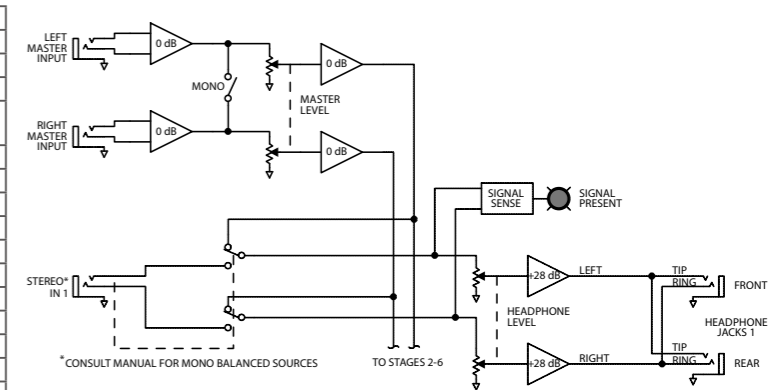 LEFT
MASTER
INPUT
0 dB
0 dB
MONO
MASTER
LEVEL
RIGHT
MASTER
INPUT
0 dB
0 dB
SIGNAL
SENSE
SIGNAL
PRESENT
STEREO*
IN 1
+28 dB
LEFT
TIP
RING
FRONT
HEADPHONE
LEVEL
HEADPHONE
JACKS 1
+28 dB
RIGHT
TIP
RING
REAR
*CONSULT MANUAL FOR MONO BALANCED SOURCES
TO STAGES 2-6